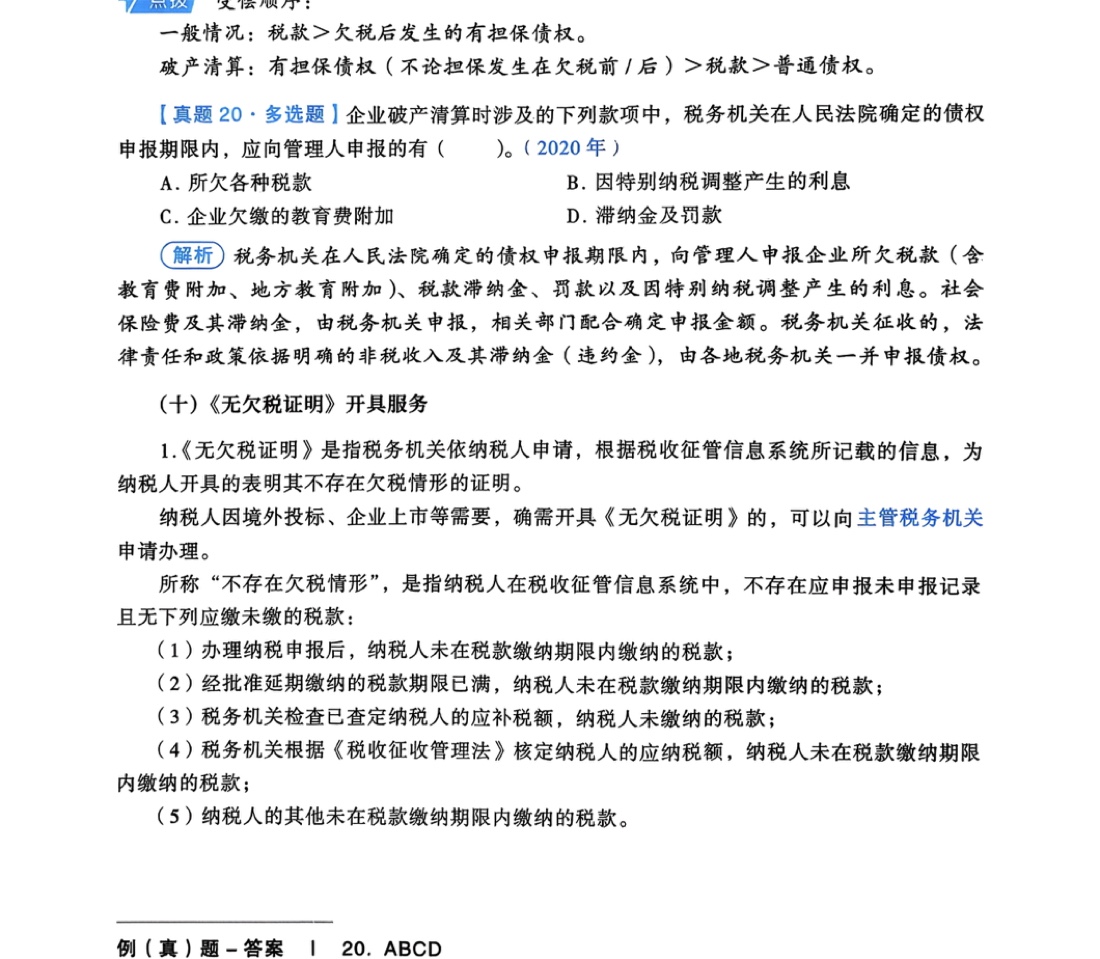 点拨 受偿顺序：
一般情况：税款＞欠税后发生的有担保债权。
破产清算：有担保债权（不论担保发生在欠税前/后）＞税款＞普通债权。
【真题20·多选题】企业破产清算时涉及的下列款项中，税务机关在人民法院确定的债权
申报期限内，应向管理人申报的有（ ）。（2020年）
A. 所欠各种税款 B. 因特别纳税调整产生的利息
C. 企业欠缴的教育费附加 D. 滞纳金及罚款
解析 税务机关在人民法院确定的债权申报期限内，向管理人申报企业所欠税款（含
教育费附加、地方教育附加）、税款滞纳金、罚款以及因特别纳税调整产生的利息。社会
保险费及其滞纳金，由税务机关申报，相关部门配合确定申报金额。税务机关征收的，法
律责任和政策依据明确的非税收入及其滞纳金（违约金），由各地税务机关一并申报债权。
（十）《无欠税证明》开具服务
1.《无欠税证明》是指税务机关依纳税人申请，根据税收征管信息系统所记载的信息，为
纳税人开具的表明其不存在欠税情形的证明。
纳税人因境外投标、企业上市等需要，确需开具《无欠税证明》的，可以向主管税务机关
申请办理。
所称“不存在欠税情形”，是指纳税人在税收征管信息系统中，不存在应申报未申报记录
且无下列应缴未缴的税款：
（1）办理纳税申报后，纳税人未在税款缴纳期限内缴纳的税款；
（2）经批准延期缴纳的税款期限已满，纳税人未在税款缴纳期限内缴纳的税款；
（3）税务机关检查已查定纳税人的应补税额，纳税人未缴纳的税款；
（4）税务机关根据《税收征收管理法》核定纳税人的应纳税额，纳税人未在税款缴纳期限
内缴纳的税款；
（5）纳税人的其他未在税款缴纳期限内缴纳的税款。
例（真）题－答案 | 20. ABCD